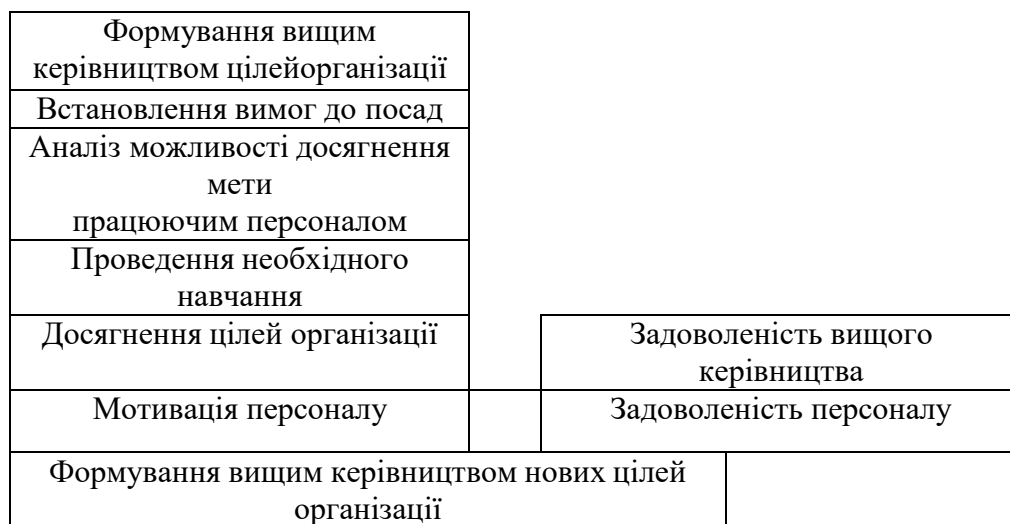 Формування вищим
керівництвом цілейорганізації
Встановлення вимог до посад
Аналіз можливості досягнення
мети
працюючим персоналом
Проведення необхідного
навчання
Досягнення цілей організації
Задоволеність вищого
керівництва
Мотивація персоналу
Задоволеність персоналу
Формування вищим керівництвом нових цілей
організації